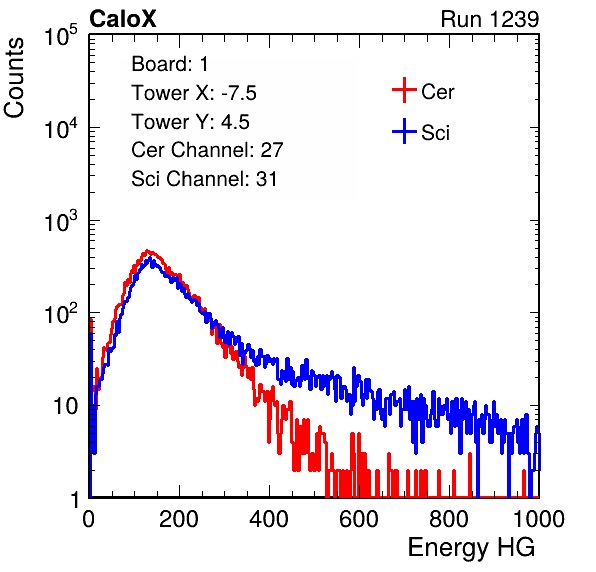 CaloX Run 1239
Counts
10^5
10^4
10^3
10^2
10
1
Board: 1
Tower X: -7.5
Tower Y: 4.5
Cer Channel: 27
Sci Channel: 31
Cer
Sci
0 200 400 600 800 1000
Energy HG